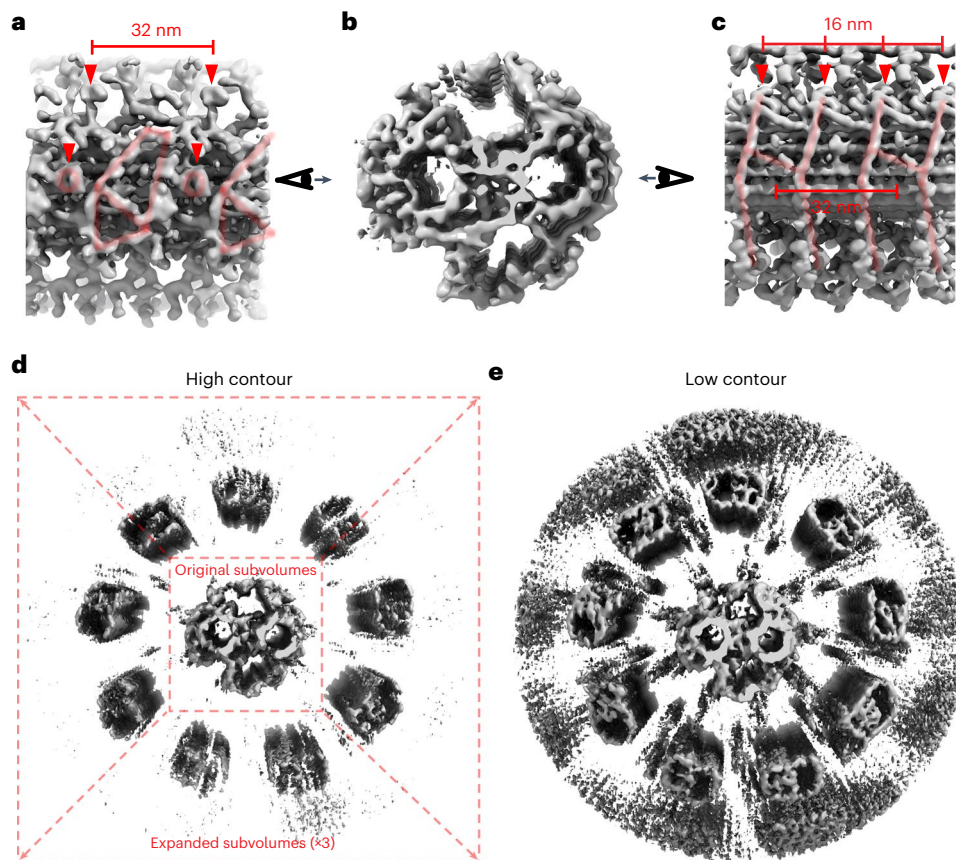 a
32 nm
b
c
16 nm
32 nm
d
High contour
Original subvolumes
Expanded subvolumes (×3)
e
Low contour